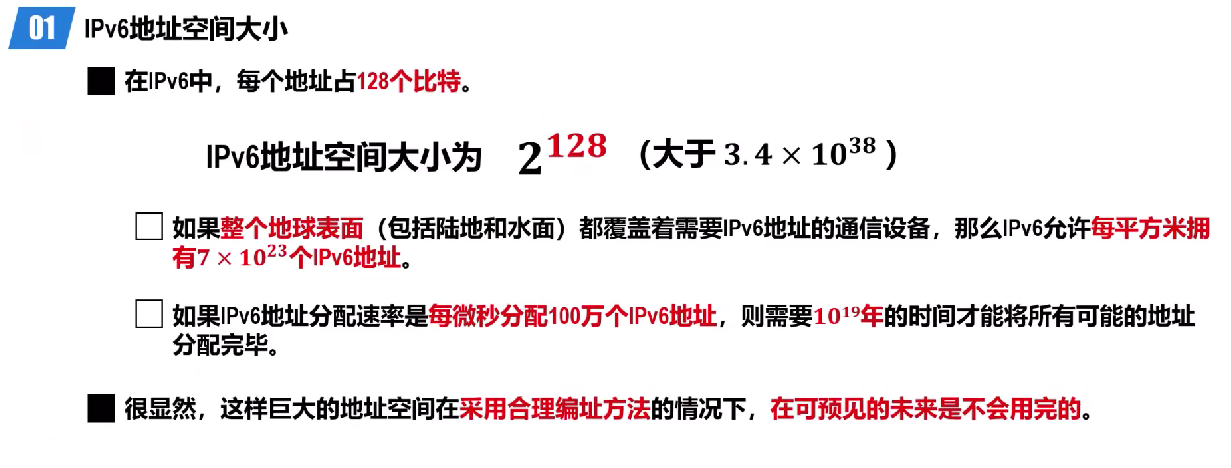 01 IPv6地址空间大小
在IPv6中，每个地址占128个比特。
IPv6地址空间大小为 2^128 （大于 3.4 × 10^38 ）
如果整个地球表面（包括陆地和水面）都覆盖着需要IPv6地址的通信设备，那么IPv6允许每平方米拥
有7 × 10^23个IPv6地址。
如果IPv6地址分配速率是每微秒分配100万个IPv6地址，则需要10^19年的时间才能将所有可能的地址
分配完毕。
很显然，这样巨大的地址空间在采用合理编址方法的情况下，在可预见的未来是不会用完的。